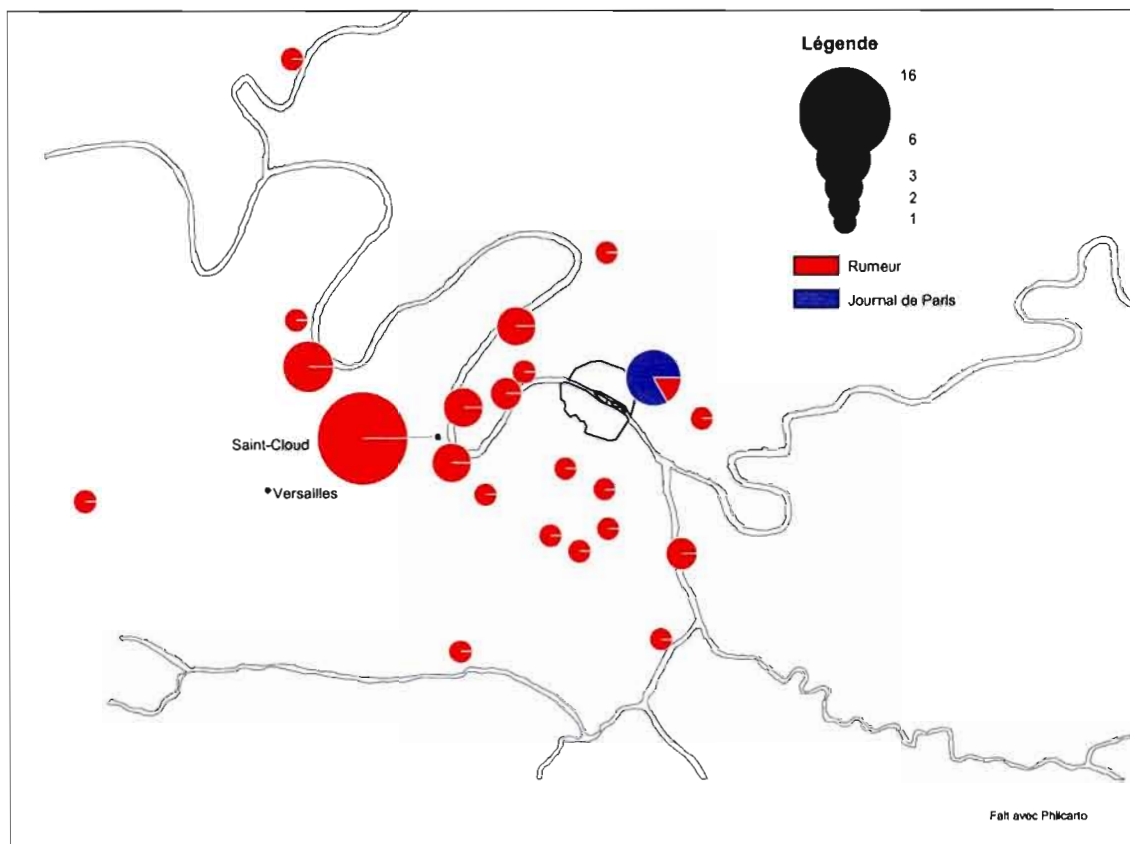 Légende
16
6
3
2
1
Rumeur
Journal de Paris
Saint-Cloud
Versailles
Fait avec Philcarto